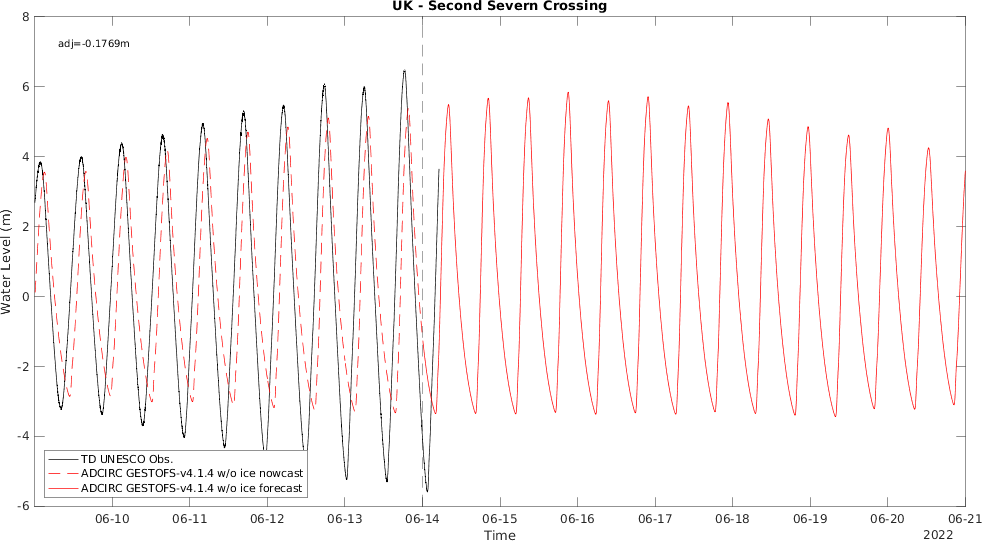 UK - Second Severn Crossing
adj=-0.1769m
8
6
4
2
0
-2
-4
-6
Water Level (m)
TD UNESCO Obs.
ADCIRC GESTOFS-v4.1.4 w/o ice nowcast
ADCIRC GESTOFS-v4.1.4 w/o ice forecast
06-10 06-11 06-12 06-13 06-14 06-15 06-16 06-17 06-18 06-19 06-20 06-21
Time
2022